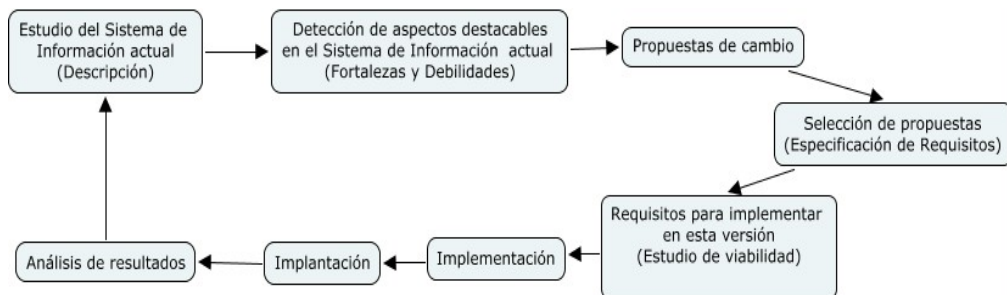 Estudio del Sistema de
Información actual
(Descripción)
Detección de aspectos destacables
en el Sistema de Información actual
(Fortalezas y Debilidades)
Propuestas de cambio
Selección de propuestas
(Especificación de Requisitos)
Requisitos para implementar
en esta versión
(Estudio de viabilidad)
Implementación
Implantación
Análisis de resultados